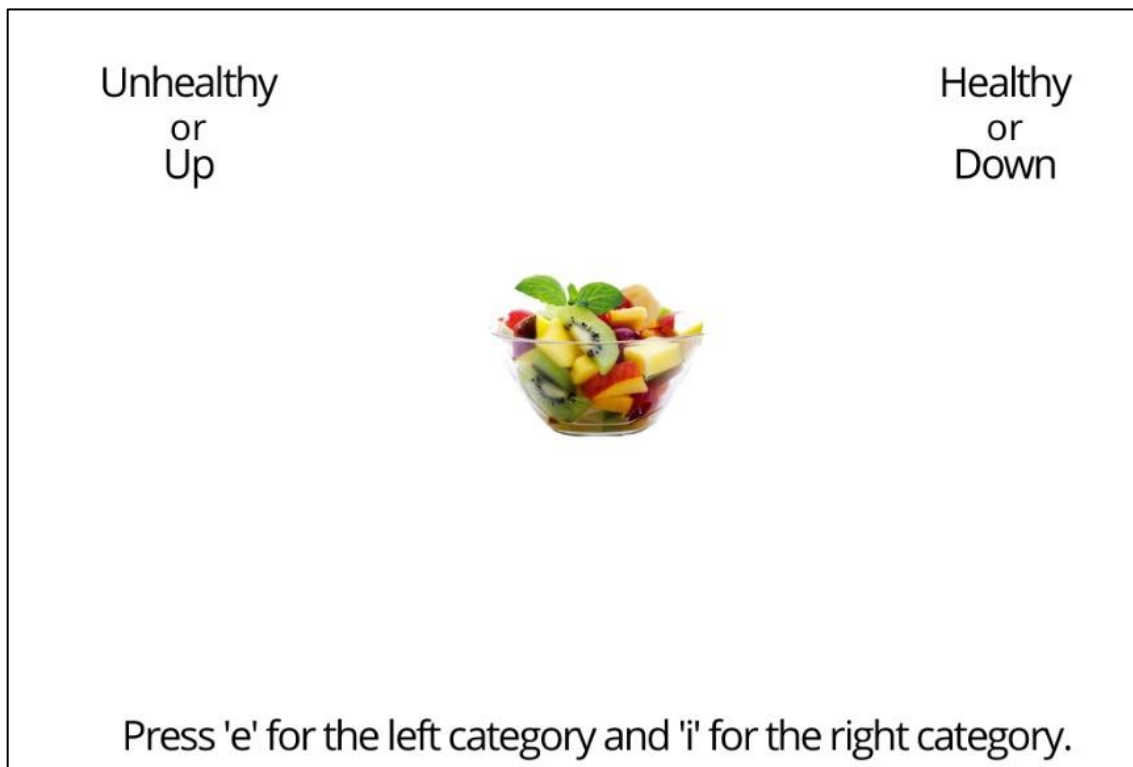 Unhealthy
or
Up
Healthy
or
Down
Press 'e' for the left category and 'i' for the right category.